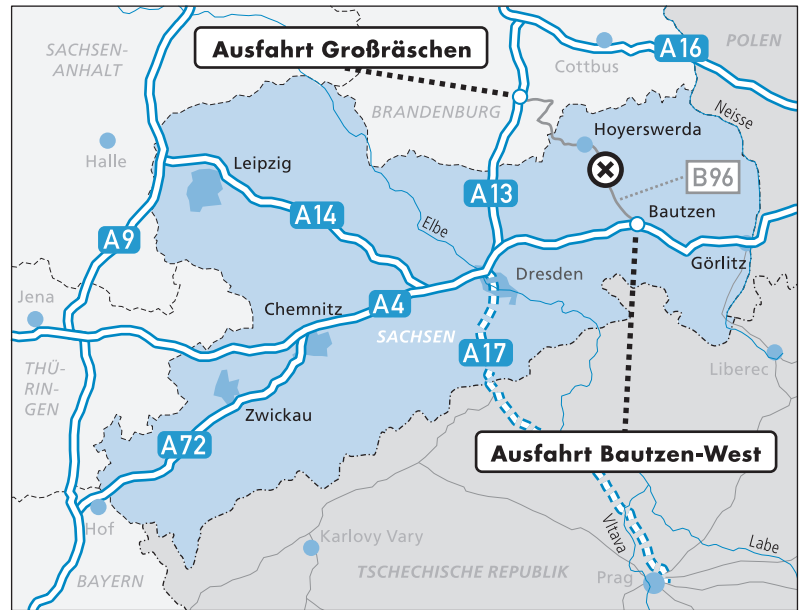 SACHSEN-
ANHALT
Ausfahrt Großräschen
Cottbus
A16
POLEN
BRANDENBURG
Neisse
Halle
Leipzig
Hoyerswerda
B96
A13
A14
Elbe
Bautzen
A9
Görlitz
Jena
Chemnitz
A4
Dresden
SACHSEN
A17
THÜ-
RIN-
GEN
Liberec
Zwickau
A72
Ausfahrt Bautzen-West
Hof
Karlovy Vary
Vltava
Labe
TSCHECHISCHE REPUBLIK
BAYERN
Prag